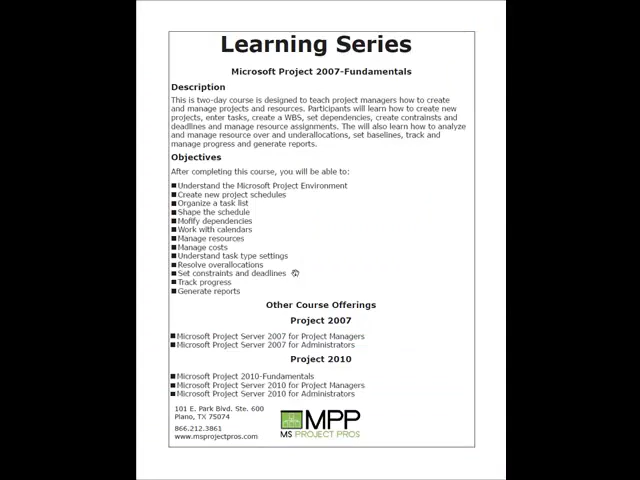 Learning Series
Microsoft Project 2007-Fundamentals
Description
This is two-day course is designed to teach project managers how to create
and manage projects and resources. Participants will learn how to create new
projects, enter tasks, create a WBS, set dependencies, create contrainsts and
deadlines and manage resource assignments. The will also learn how to analyze
and manage resource over and underallocations, set baselines, track and
manage progress and generate reports.
Objectives
After completing this course, you will be able to:
■Understand the Microsoft Project Environment
■Create new project schedules
■Organize a task list
■Shape the schedule
■Mofify dependencies
■Work with calendars
■Manage resources
■Manage costs
■Understand task type settings
■Resolve overallocations
■Set constraints and deadlines
■Track progress
■Generate reports
Other Course Offerings
Project 2007
■Microsoft Project Server 2007 for Project Managers
■Microsoft Project Server 2007 for Administrators
Project 2010
■Microsoft Project 2010-Fundamentals
■Microsoft Project Server 2010 for Project Managers
■Microsoft Project Server 2010 for Administrators
101 E. Park Blvd. Ste. 600
Plano, TX 75074
866.212.3861
www.msprojectpros.com
MPP
MS PROJECT PROS